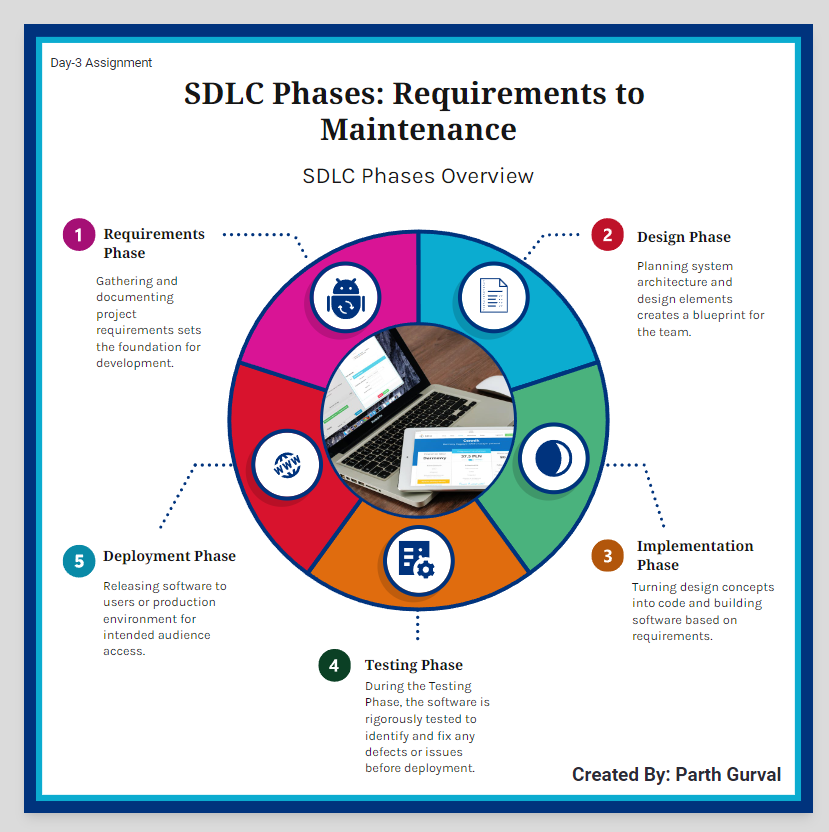 Day-3 Assignment
SDLC Phases: Requirements to
Maintenance
SDLC Phases Overview
1
Requirements
Phase
Gathering and
documenting
project
requirements sets
the foundation for
development.
2
Design Phase
Planning system
architecture and
design elements
creates a blueprint for
the team.
WWW
3
Implementation
Phase
Turning design concepts
into code and building
software based on
requirements.
4
Testing Phase
During the Testing
Phase, the software is
rigorously tested to
identify and fix any
defects or issues
before deployment.
5
Deployment Phase
Releasing software to
users or production
environment for
intended audience
access.
Created By: Parth Gurval